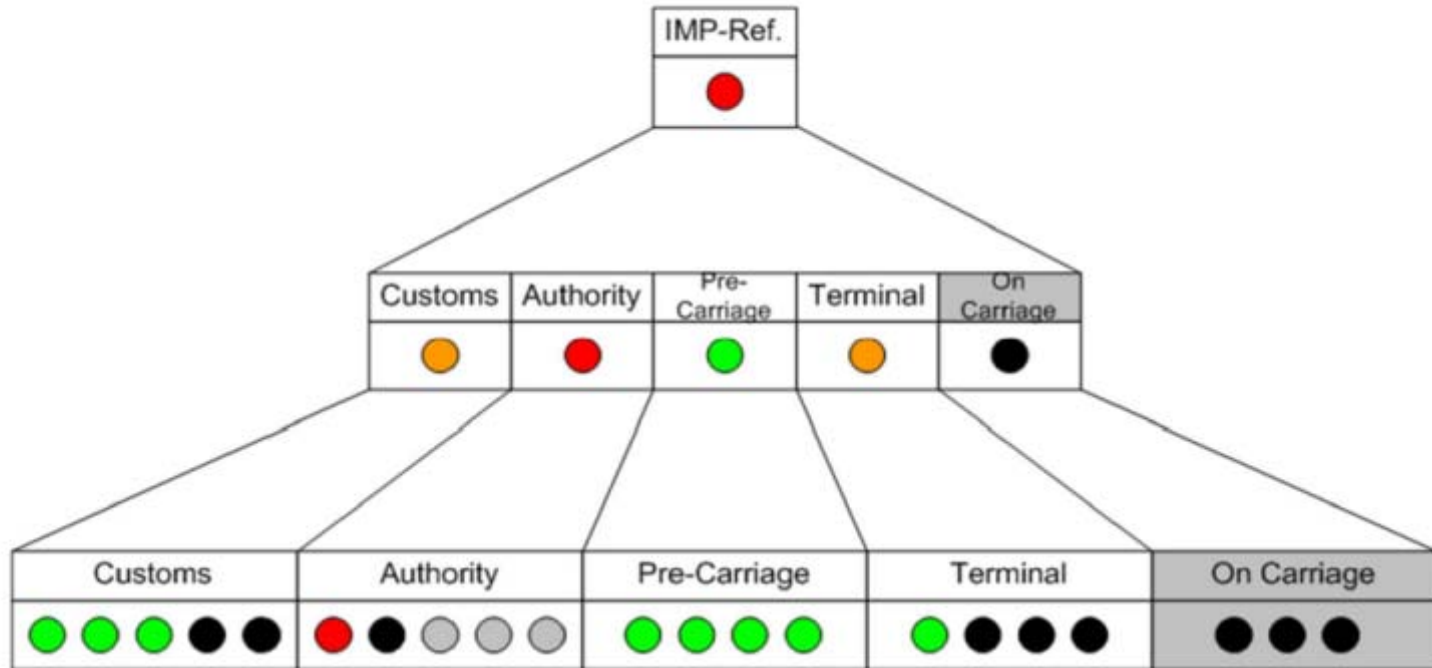 IMP-Ref.
Customs Authority Pre-
Carriage Terminal On
Carriage
Customs Authority Pre-Carriage Terminal On Carriage